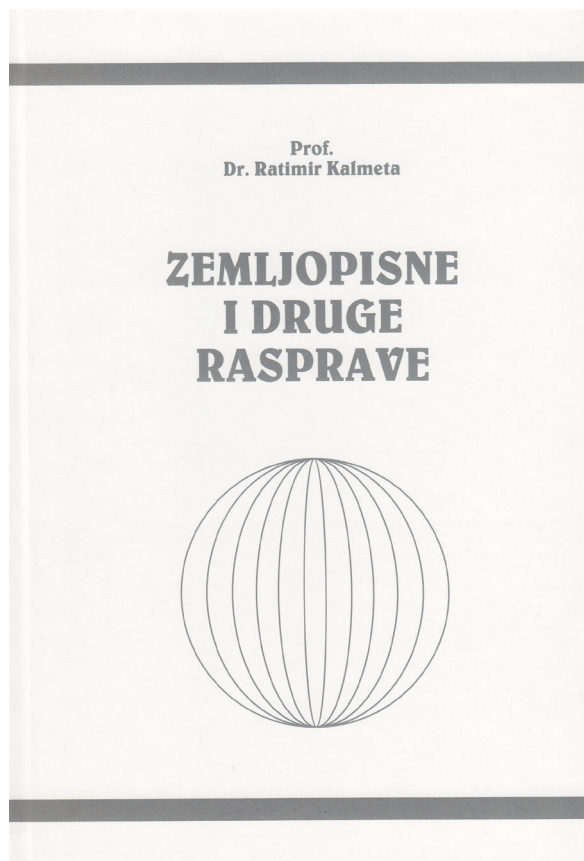 Prof.
Dr. Ratimir Kalmeta
ZEMLJOPISNE
I DRUGE
RASPRAVE